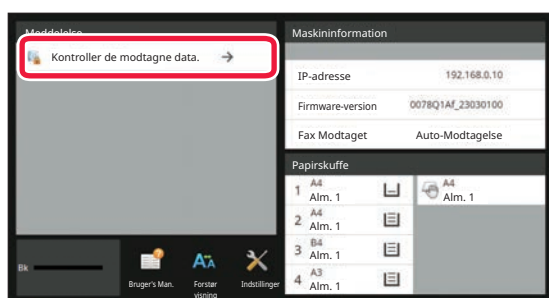 Meddelelse
Kontroller de modtagne data.
Maskininformation
IP-adresse 192.168.0.10
Firmware-version 0078Q1Af_23030100
Fax Modtaget Auto-Modtagelse
Papirskuffe
1 A4
Alm. 1
A4
Alm. 1
2 A4
Alm. 1
3 B4
Alm. 1
4 A3
Alm. 1
Bk
Bruger's Man.
Forstør
visning
Indstillinger